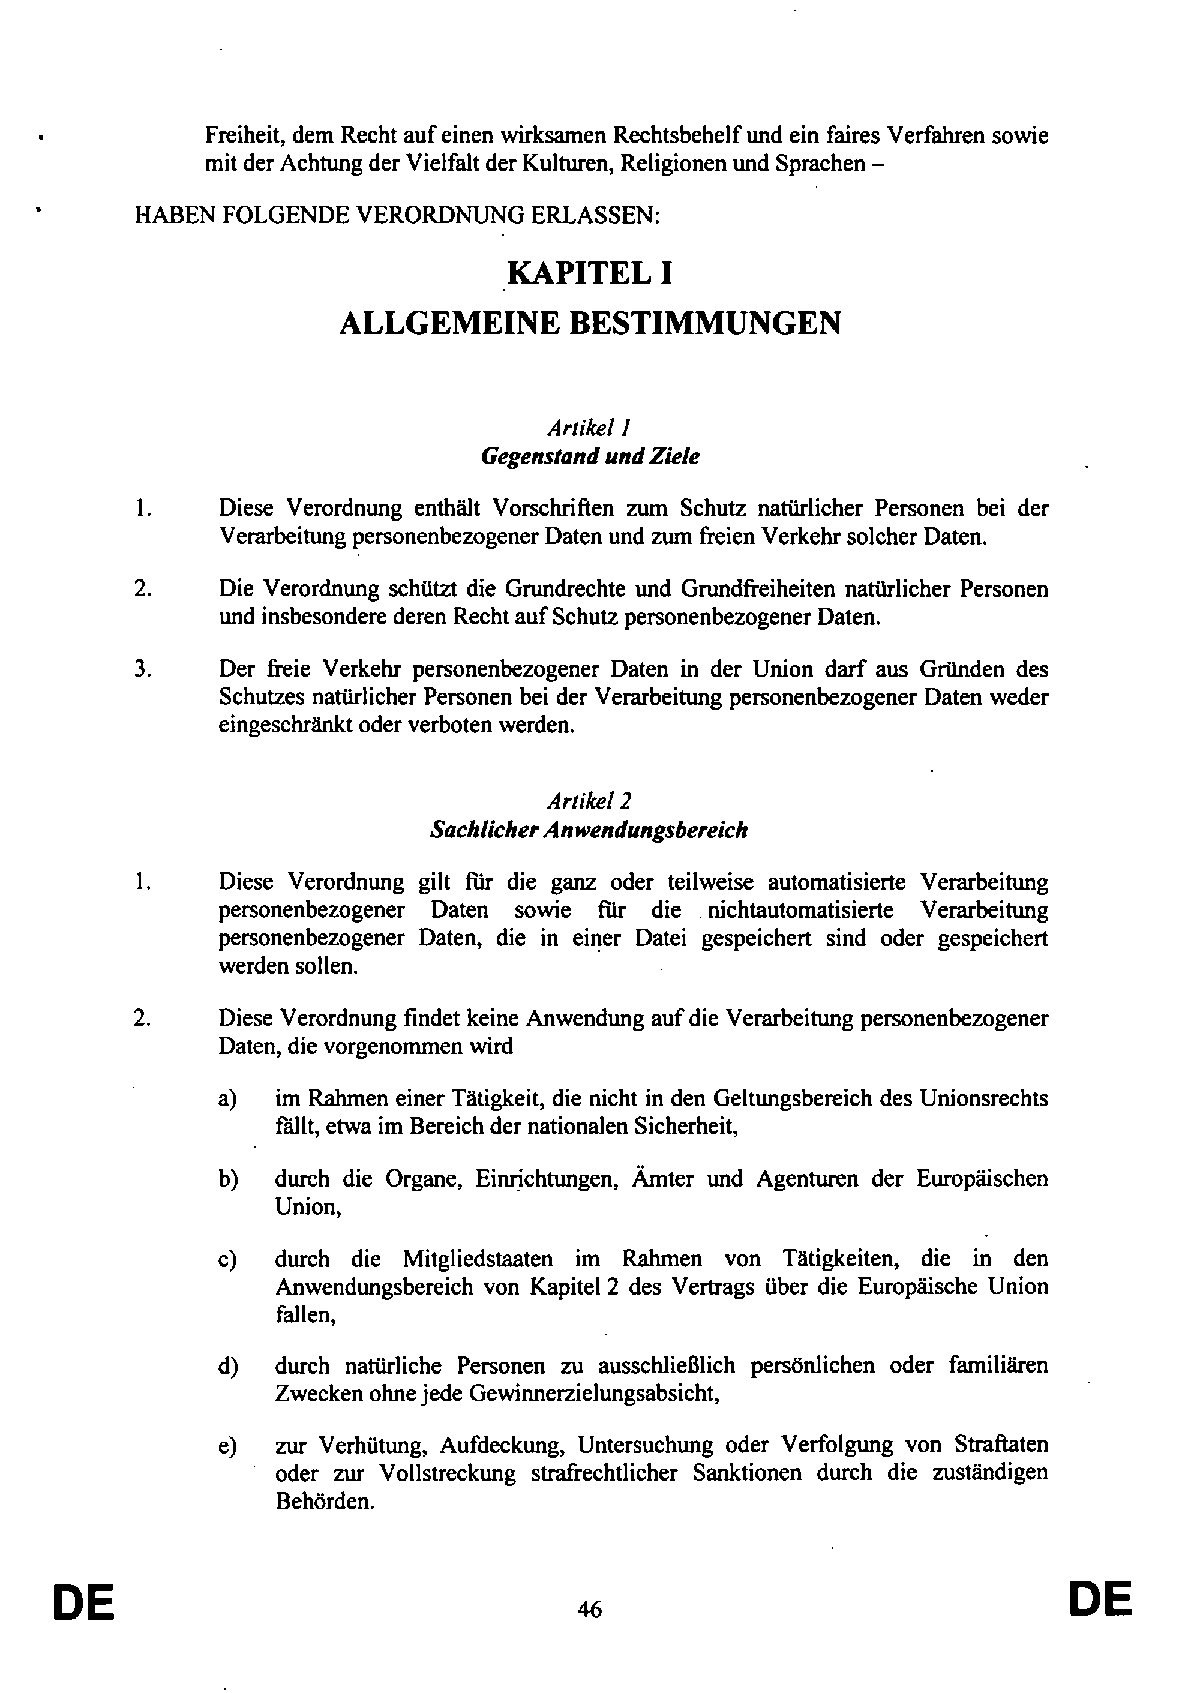 Freiheit, dem Recht auf einen wirksamen Rechtsbehelf und ein faires Verfahren sowie
mit der Achtung der Vielfalt der Kulturen, Religionen und Sprachen –
HABEN FOLGENDE VERORDNUNG ERLASSEN:
KAPITEL I
ALLGEMEINE BESTIMMUNGEN
Artikel 1
Gegenstand und Ziele
1. Diese Verordnung enthält Vorschriften zum Schutz natürlicher Personen bei der
Verarbeitung personenbezogener Daten und zum freien Verkehr solcher Daten.
2. Die Verordnung schützt die Grundrechte und Grundfreiheiten natürlicher Personen
und insbesondere deren Recht auf Schutz personenbezogener Daten.
3. Der freie Verkehr personenbezogener Daten in der Union darf aus Gründen des
Schutzes natürlicher Personen bei der Verarbeitung personenbezogener Daten weder
eingeschränkt oder verboten werden.
Artikel 2
Sachlicher Anwendungsbereich
1. Diese Verordnung gilt für die ganz oder teilweise automatisierte Verarbeitung
personenbezogener Daten sowie für die nichtautomatisierte Verarbeitung
personenbezogener Daten, die in einer Datei gespeichert sind oder gespeichert
werden sollen.
2. Diese Verordnung findet keine Anwendung auf die Verarbeitung personenbezogener
Daten, die vorgenommen wird
a) im Rahmen einer Tätigkeit, die nicht in den Geltungsbereich des Unionsrechts
fällt, etwa im Bereich der nationalen Sicherheit,
b) durch die Organe, Einrichtungen, Ämter und Agenturen der Europäischen
Union,
c) durch die Mitgliedstaaten im Rahmen von Tätigkeiten, die in den
Anwendungsbereich von Kapitel 2 des Vertrags über die Europäische Union
fallen,
d) durch natürliche Personen zu ausschließlich persönlichen oder familiären
Zwecken ohne jede Gewinnerzielungsabsicht,
e) zur Verhütung, Aufdeckung, Untersuchung oder Verfolgung von Straftaten
oder zur Vollstreckung strafrechtlicher Sanktionen durch die zuständigen
Behörden.
DE 46 DE